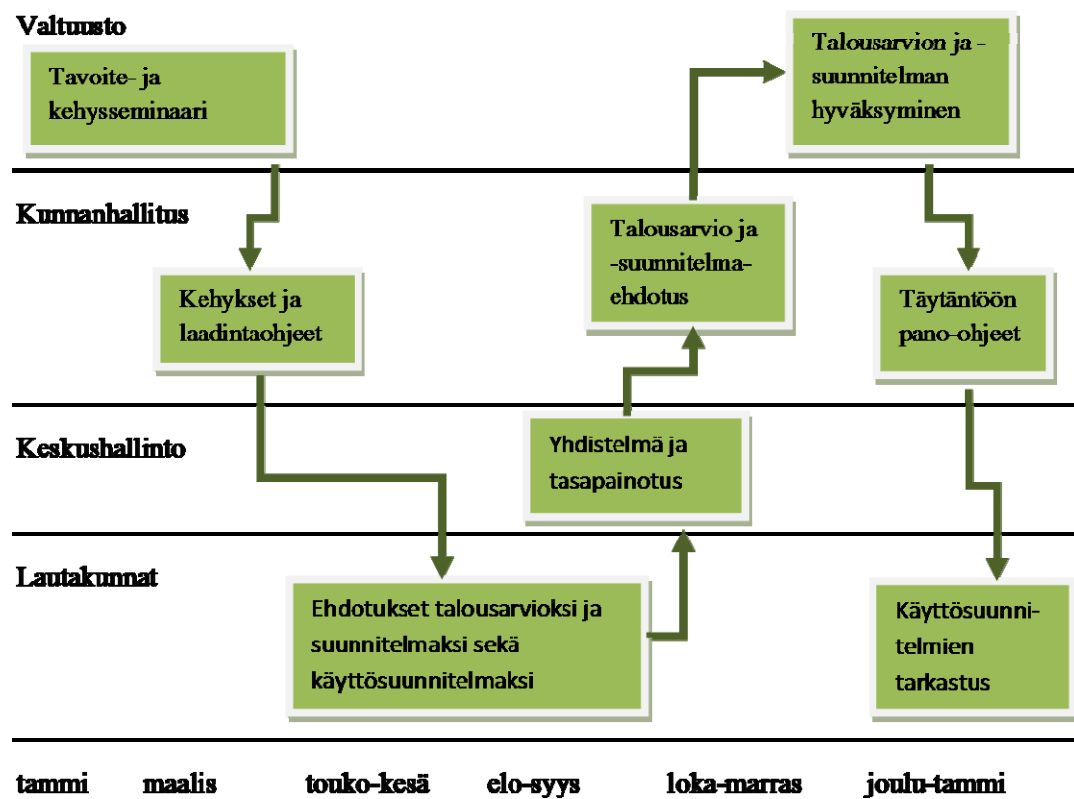 Valtuusto
Tavoite- ja
kehysseminaari
Talousarvion ja -
suunnitelman
hyväksyminen
Kunnanhallitus
Kehykset ja
laadintaohjeet
Talousarvio ja
-suunnitelma-
ehdotus
Täytäntöön
pano-ohjeet
Keskushallinto
Yhdistelmä ja
tasapainotus
Lautakunnat
Ehdotukset talousarvioksi ja
suunnitelmaksi sekä
käyttösuunnitelmaksi
Käyttösuunni-
telmien
tarkastus
tammi maalis touko-kesä elo-syys loka-marras joulu-tammi